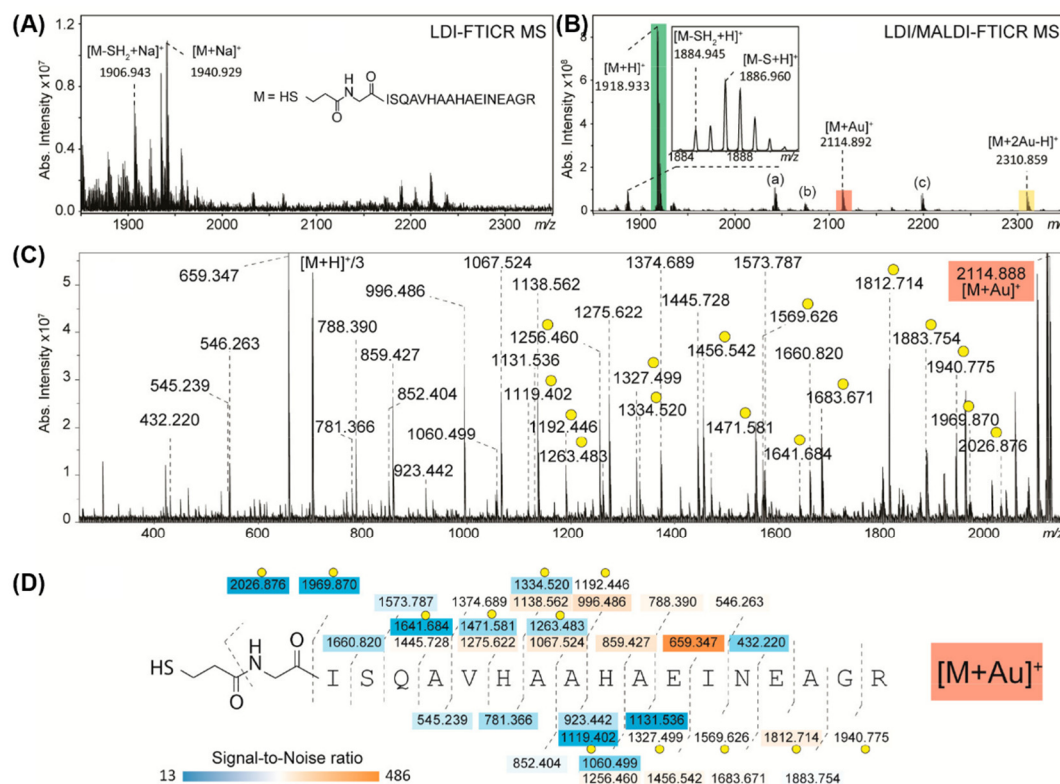 (A)
LDI-FTICR MS
Abs. Intensity x10⁷
1.2
0.8
0.4
0.0
[M-SH₂+Na]⁺
1906.943
[M+Na]⁺
1940.929
M = HS
O
H
N
O
ISQAVHAAHAEINEAGR
1900
2000
2100
2200
2300
m/z
(B)
LDI/MALDI-FTICR MS
Abs. Intensity x10⁸
8
6
4
2
0
[M+H]⁺
1918.933
[M-SH₂+H]⁺
1884.945
[M-S+H]⁺
1886.960
1884
1888
m/z
(a)
(b)
[M+Au]⁺
2114.892
(c)
[M+2Au-H]⁺
2310.859
1900
2000
2100
2200
2300
m/z
(C)
Abs. Intensity x10⁷
5
4
3
2
1
0
432.220
545.239
546.263
659.347
[M+H]⁺/3
781.366
788.390
859.427
852.404
923.442
996.486
1060.499
1067.524
1138.562
1256.460
1131.536
1119.402
1192.446
1263.483
1275.622
1374.689
1327.499
1334.520
1445.728
1456.542
1471.581
1573.787
1569.626
1660.820
1641.684
1683.671
1812.714
1883.754
1940.775
1969.870
2026.876
2114.888
[M+Au]⁺
400
600
800
1000
1200
1400
1600
1800
m/z
(D)
2026.876 1969.870 1334.520 1192.446
1573.787 1374.689 1138.562 996.486 788.390 546.263
1641.684 1471.581 1263.483
1660.820 1445.728 1275.622 1067.524 859.427 659.347 432.220
HS
O
H
N
O
I S Q A V H A A H A E I N E A G R
[M+Au]⁺
545.239 781.366 923.442 1131.536
1119.402 1327.499 1569.626 1812.714 1940.775
852.404 1060.499
1256.460 1456.542 1683.671 1883.754
Signal-to-Noise ratio
13
486